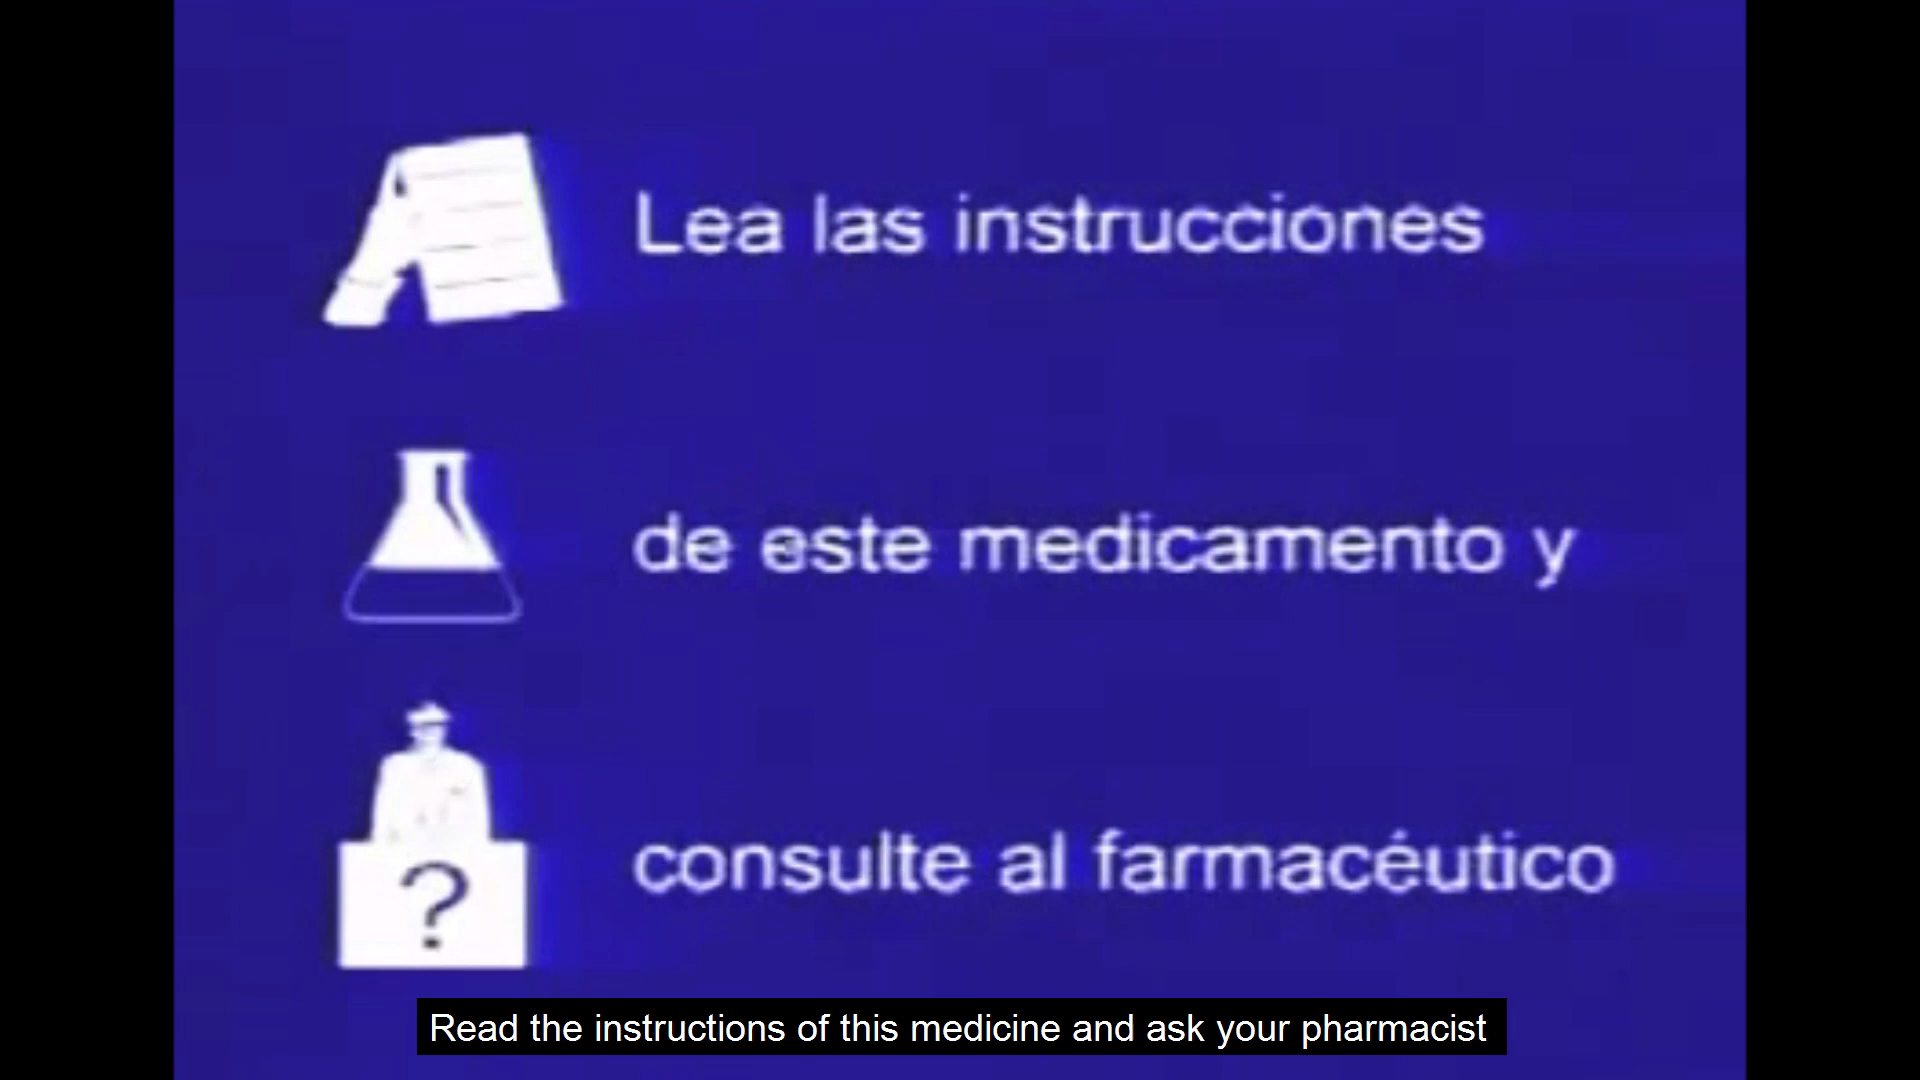 Lea las instrucciones
de este medicamento y
consulte al farmacéutico
?
Read the instructions of this medicine and ask your pharmacist